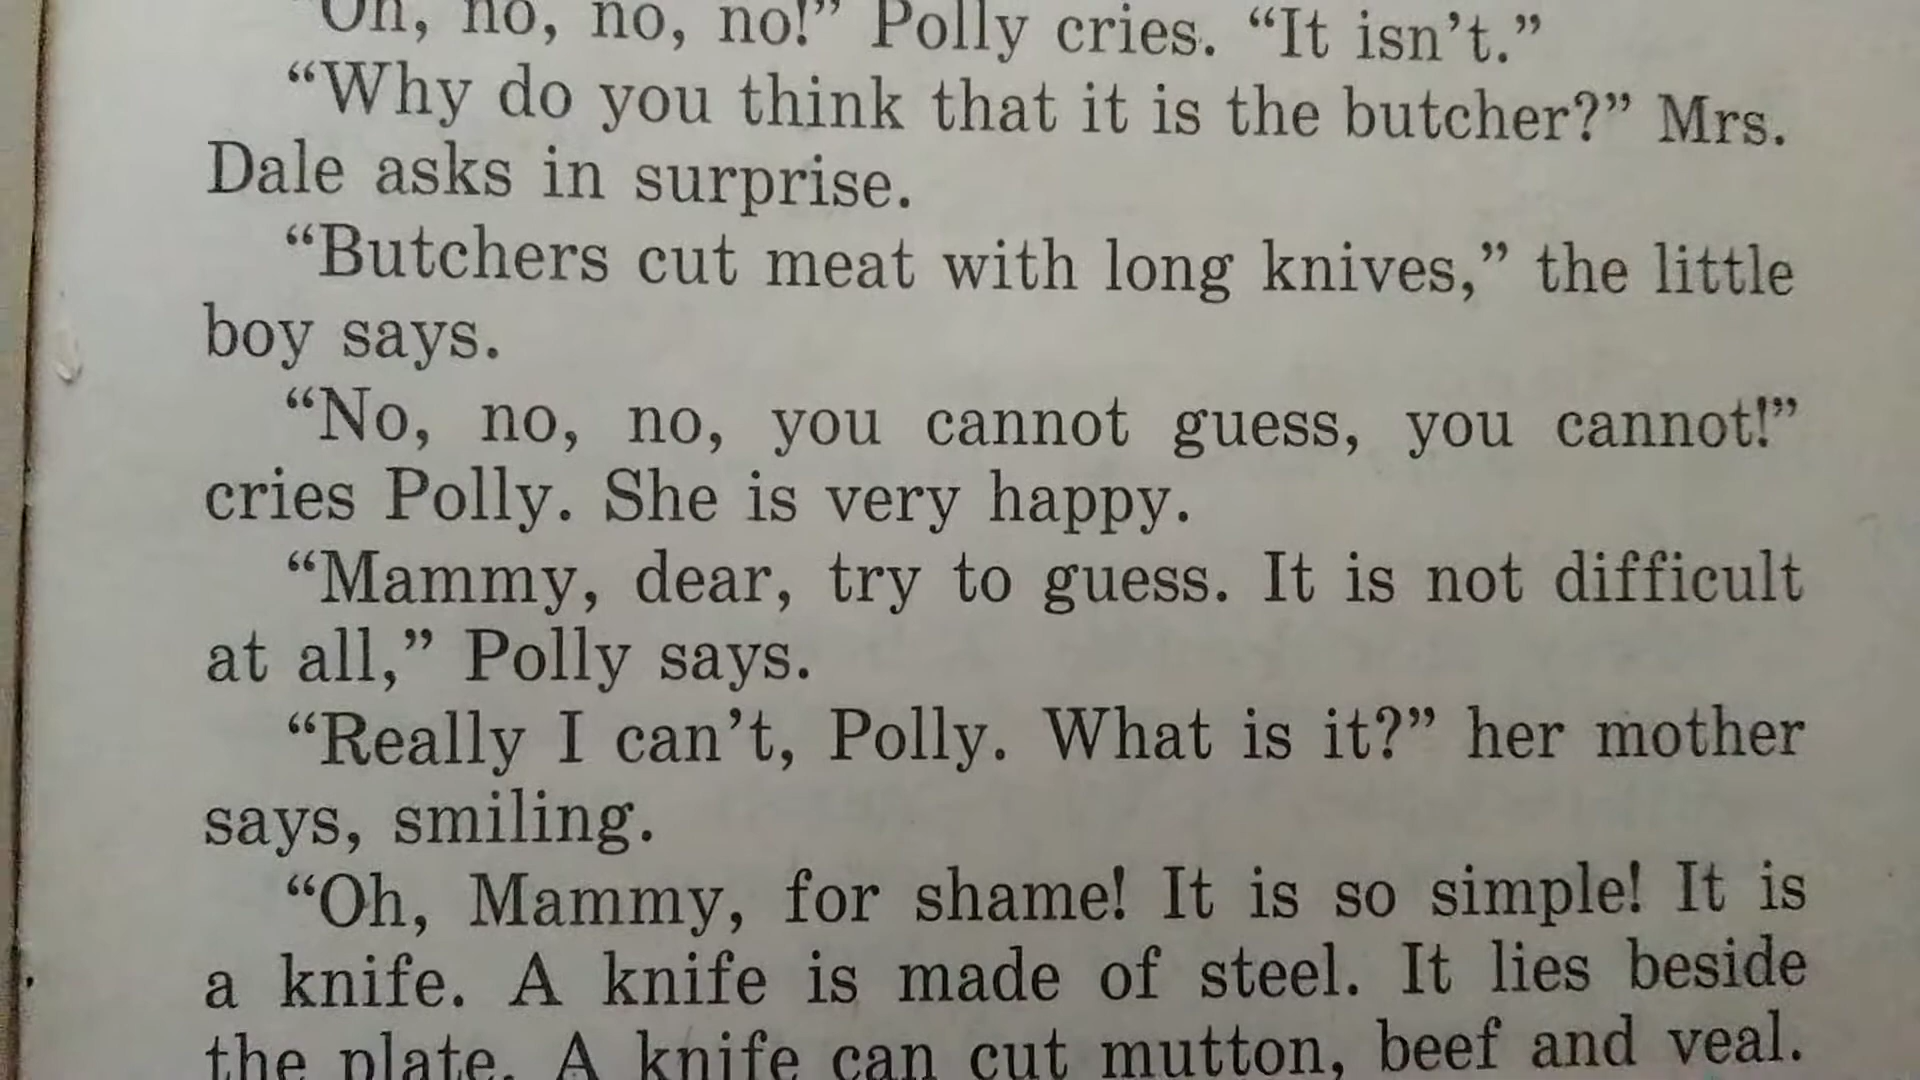 “Oh, no, no, no!” Polly cries. “It isn’t.”
“Why do you think that it is the butcher?” Mrs.
Dale asks in surprise.
“Butchers cut meat with long knives,” the little
boy says.
“No, no, no, you cannot guess, you cannot!”
cries Polly. She is very happy.
“Mammy, dear, try to guess. It is not difficult
at all,” Polly says.
“Really I can’t, Polly. What is it?” her mother
says, smiling.
“Oh, Mammy, for shame! It is so simple! It is
a knife. A knife is made of steel. It lies beside
the plate. A knife can cut mutton, beef and veal.